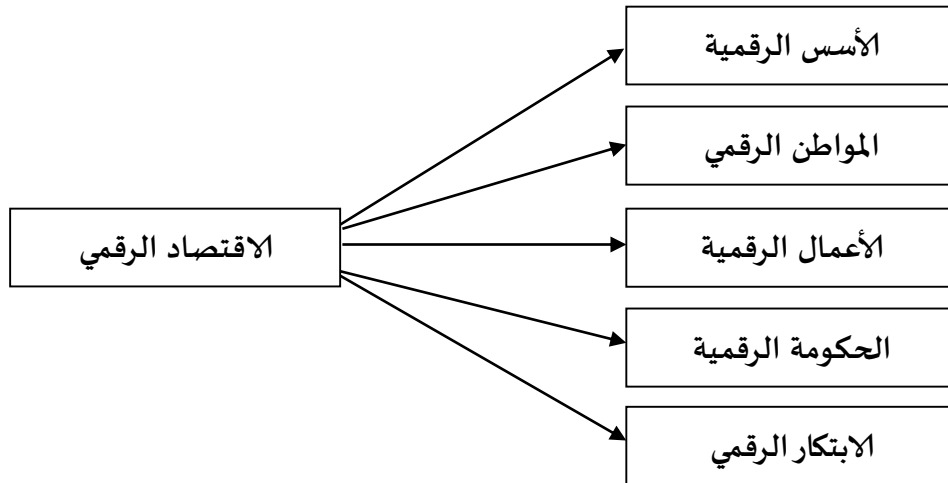 الأسس الرقمية
المواطن الرقمي
الاقتصاد الرقمي
الأعمال الرقمية
الحكومة الرقمية
الابتكار الرقمي